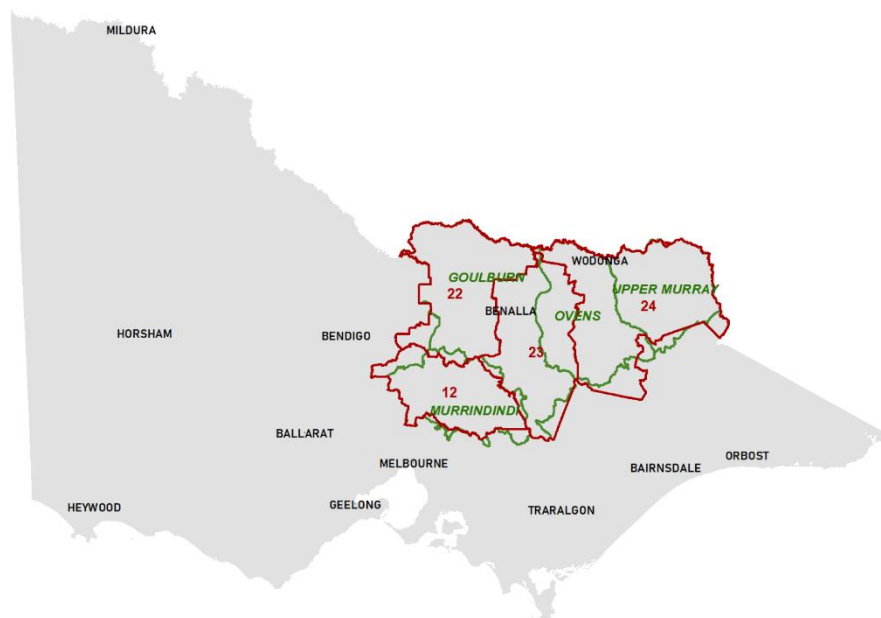 MILDURA
WODONGA
GOULBURN
UPPER MURRAY
22
24
BENALLA
OVENS
HORSHAM
BENDIGO
23
12
MURRINDINDI
BALLARAT
MELBOURNE
ORBOST
BAIRNSDALE
HEYWOOD
GEELONG
TRARALGON